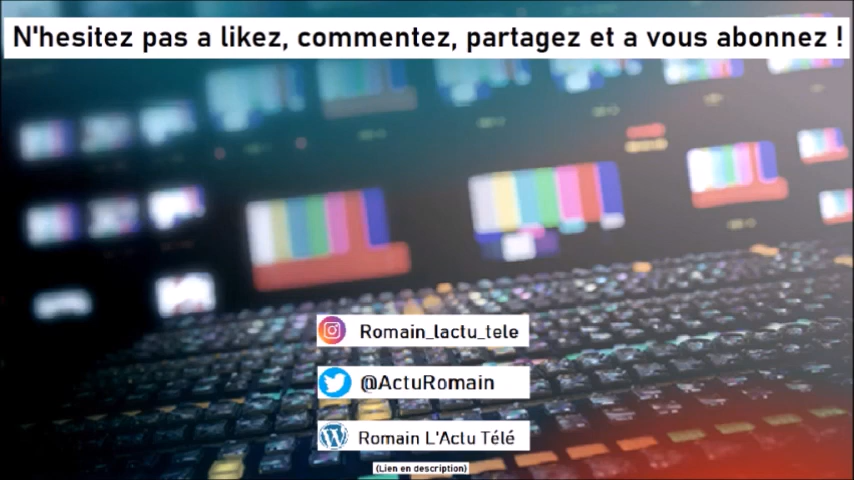 N'hesitez pas a likez, commentez, partagez et a vous abonnez !
Romain_lactu_tele
@ActuRomain
Romain L'Actu Télé
(Lien en description)